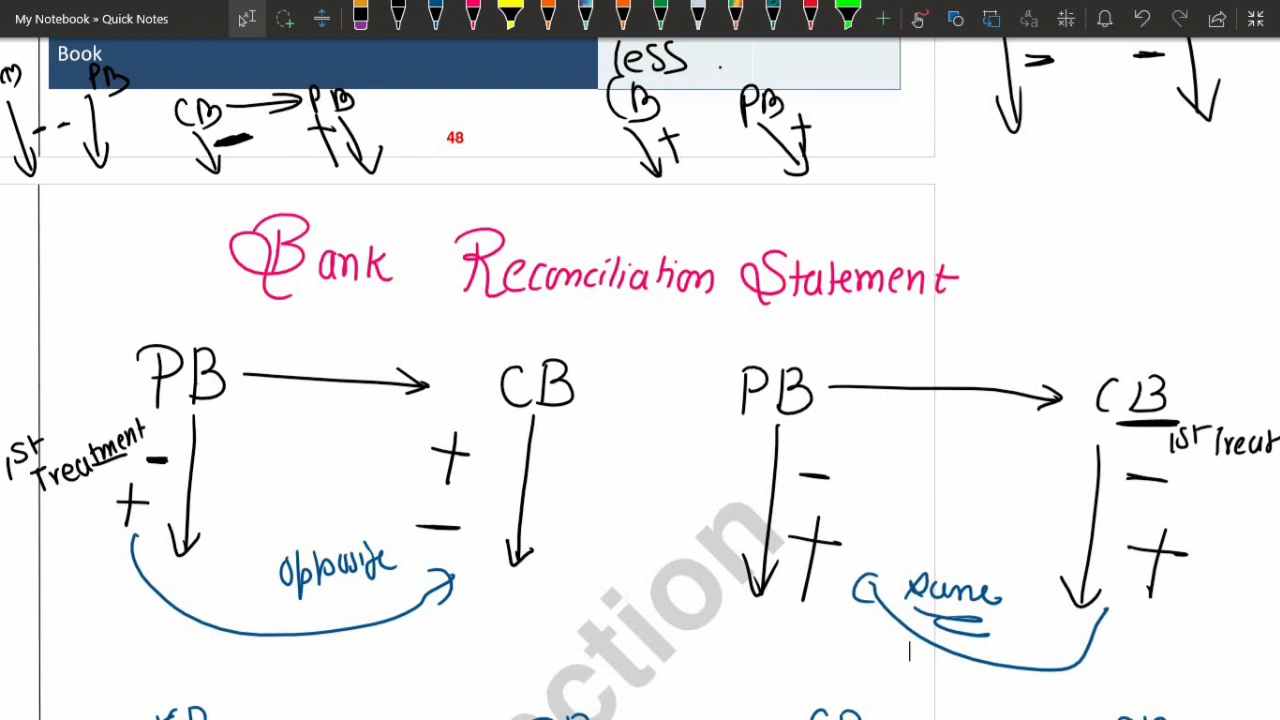 My Notebook » Quick Notes
Book
less .
PB
CB → PB
CB PB
- -
-
+
+
+
=
-
48
Bank Reconciliation Statement
PB → CB
PB → CB
1st Treatment
1st Treat
- +
- -
+ -
+ +
opposite
same
ction